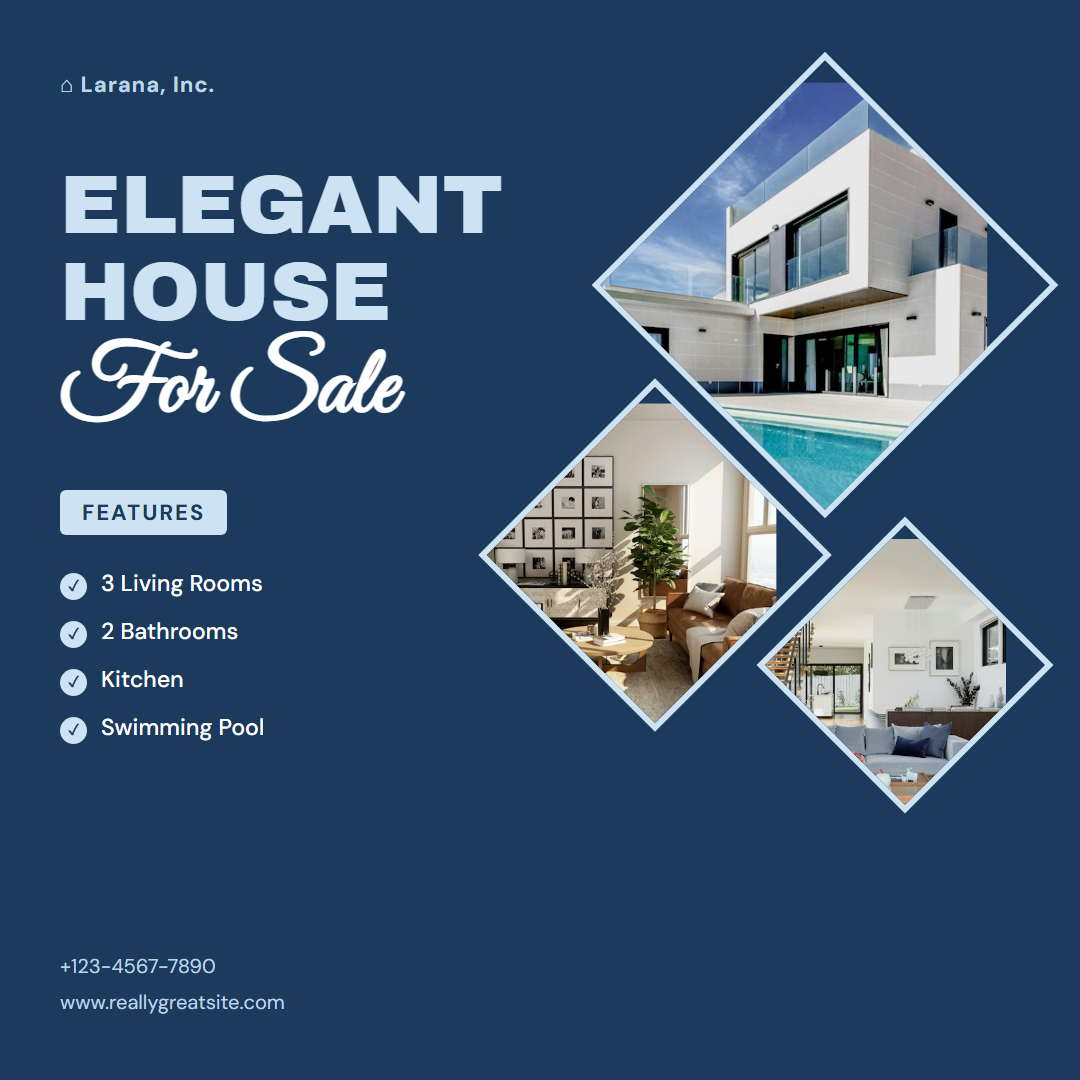 ⌂ Larana, Inc.
ELEGANT
HOUSE
For Sale
FEATURES
✓ 3 Living Rooms
✓ 2 Bathrooms
✓ Kitchen
✓ Swimming Pool
+123-4567-7890
www.reallygreatsite.com